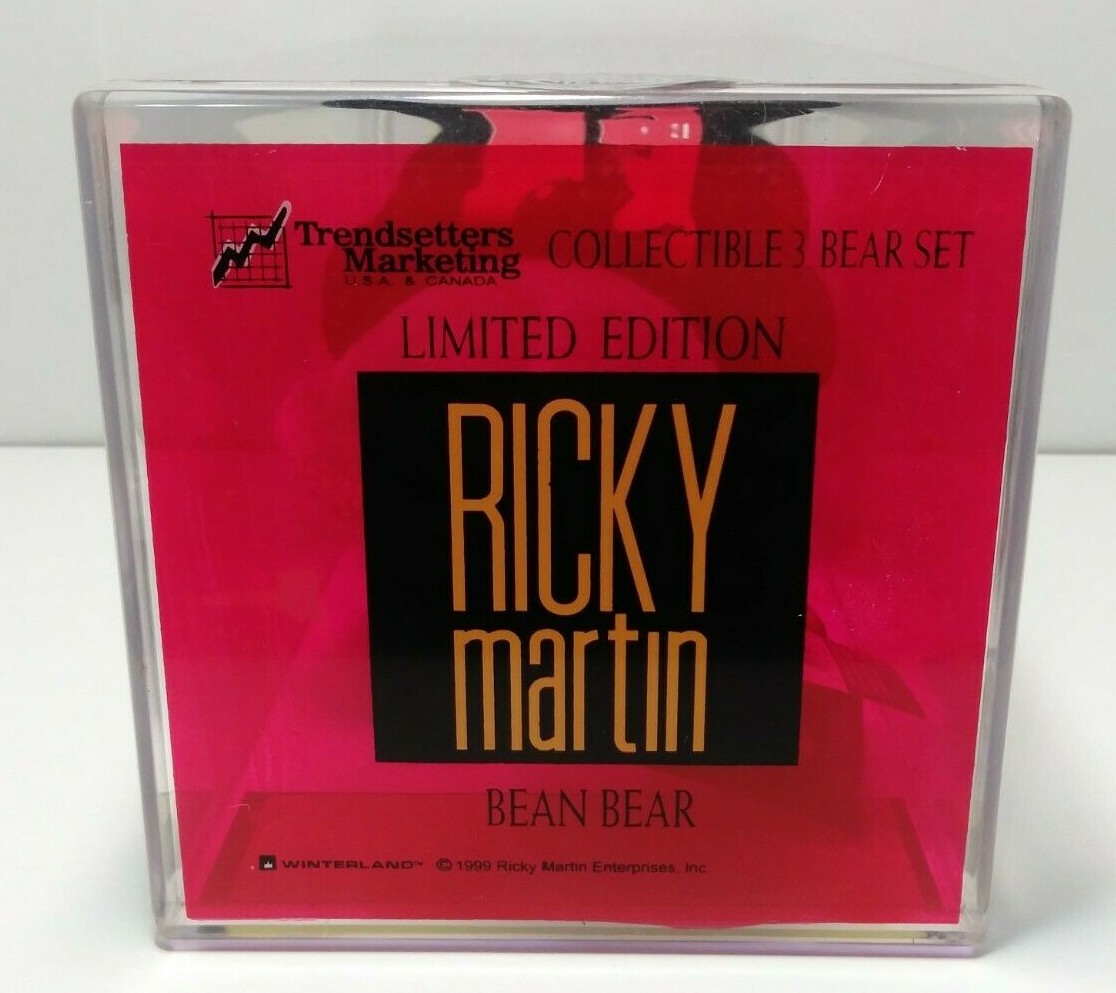 Trendsetters
Marketing
U.S.A. & CANADA
COLLECTIBLE 3 BEAR SET
LIMITED EDITION
RICKY
martin
BEAN BEAR
WINTERLAND™ © 1999 Ricky Martin Enterprises, Inc.